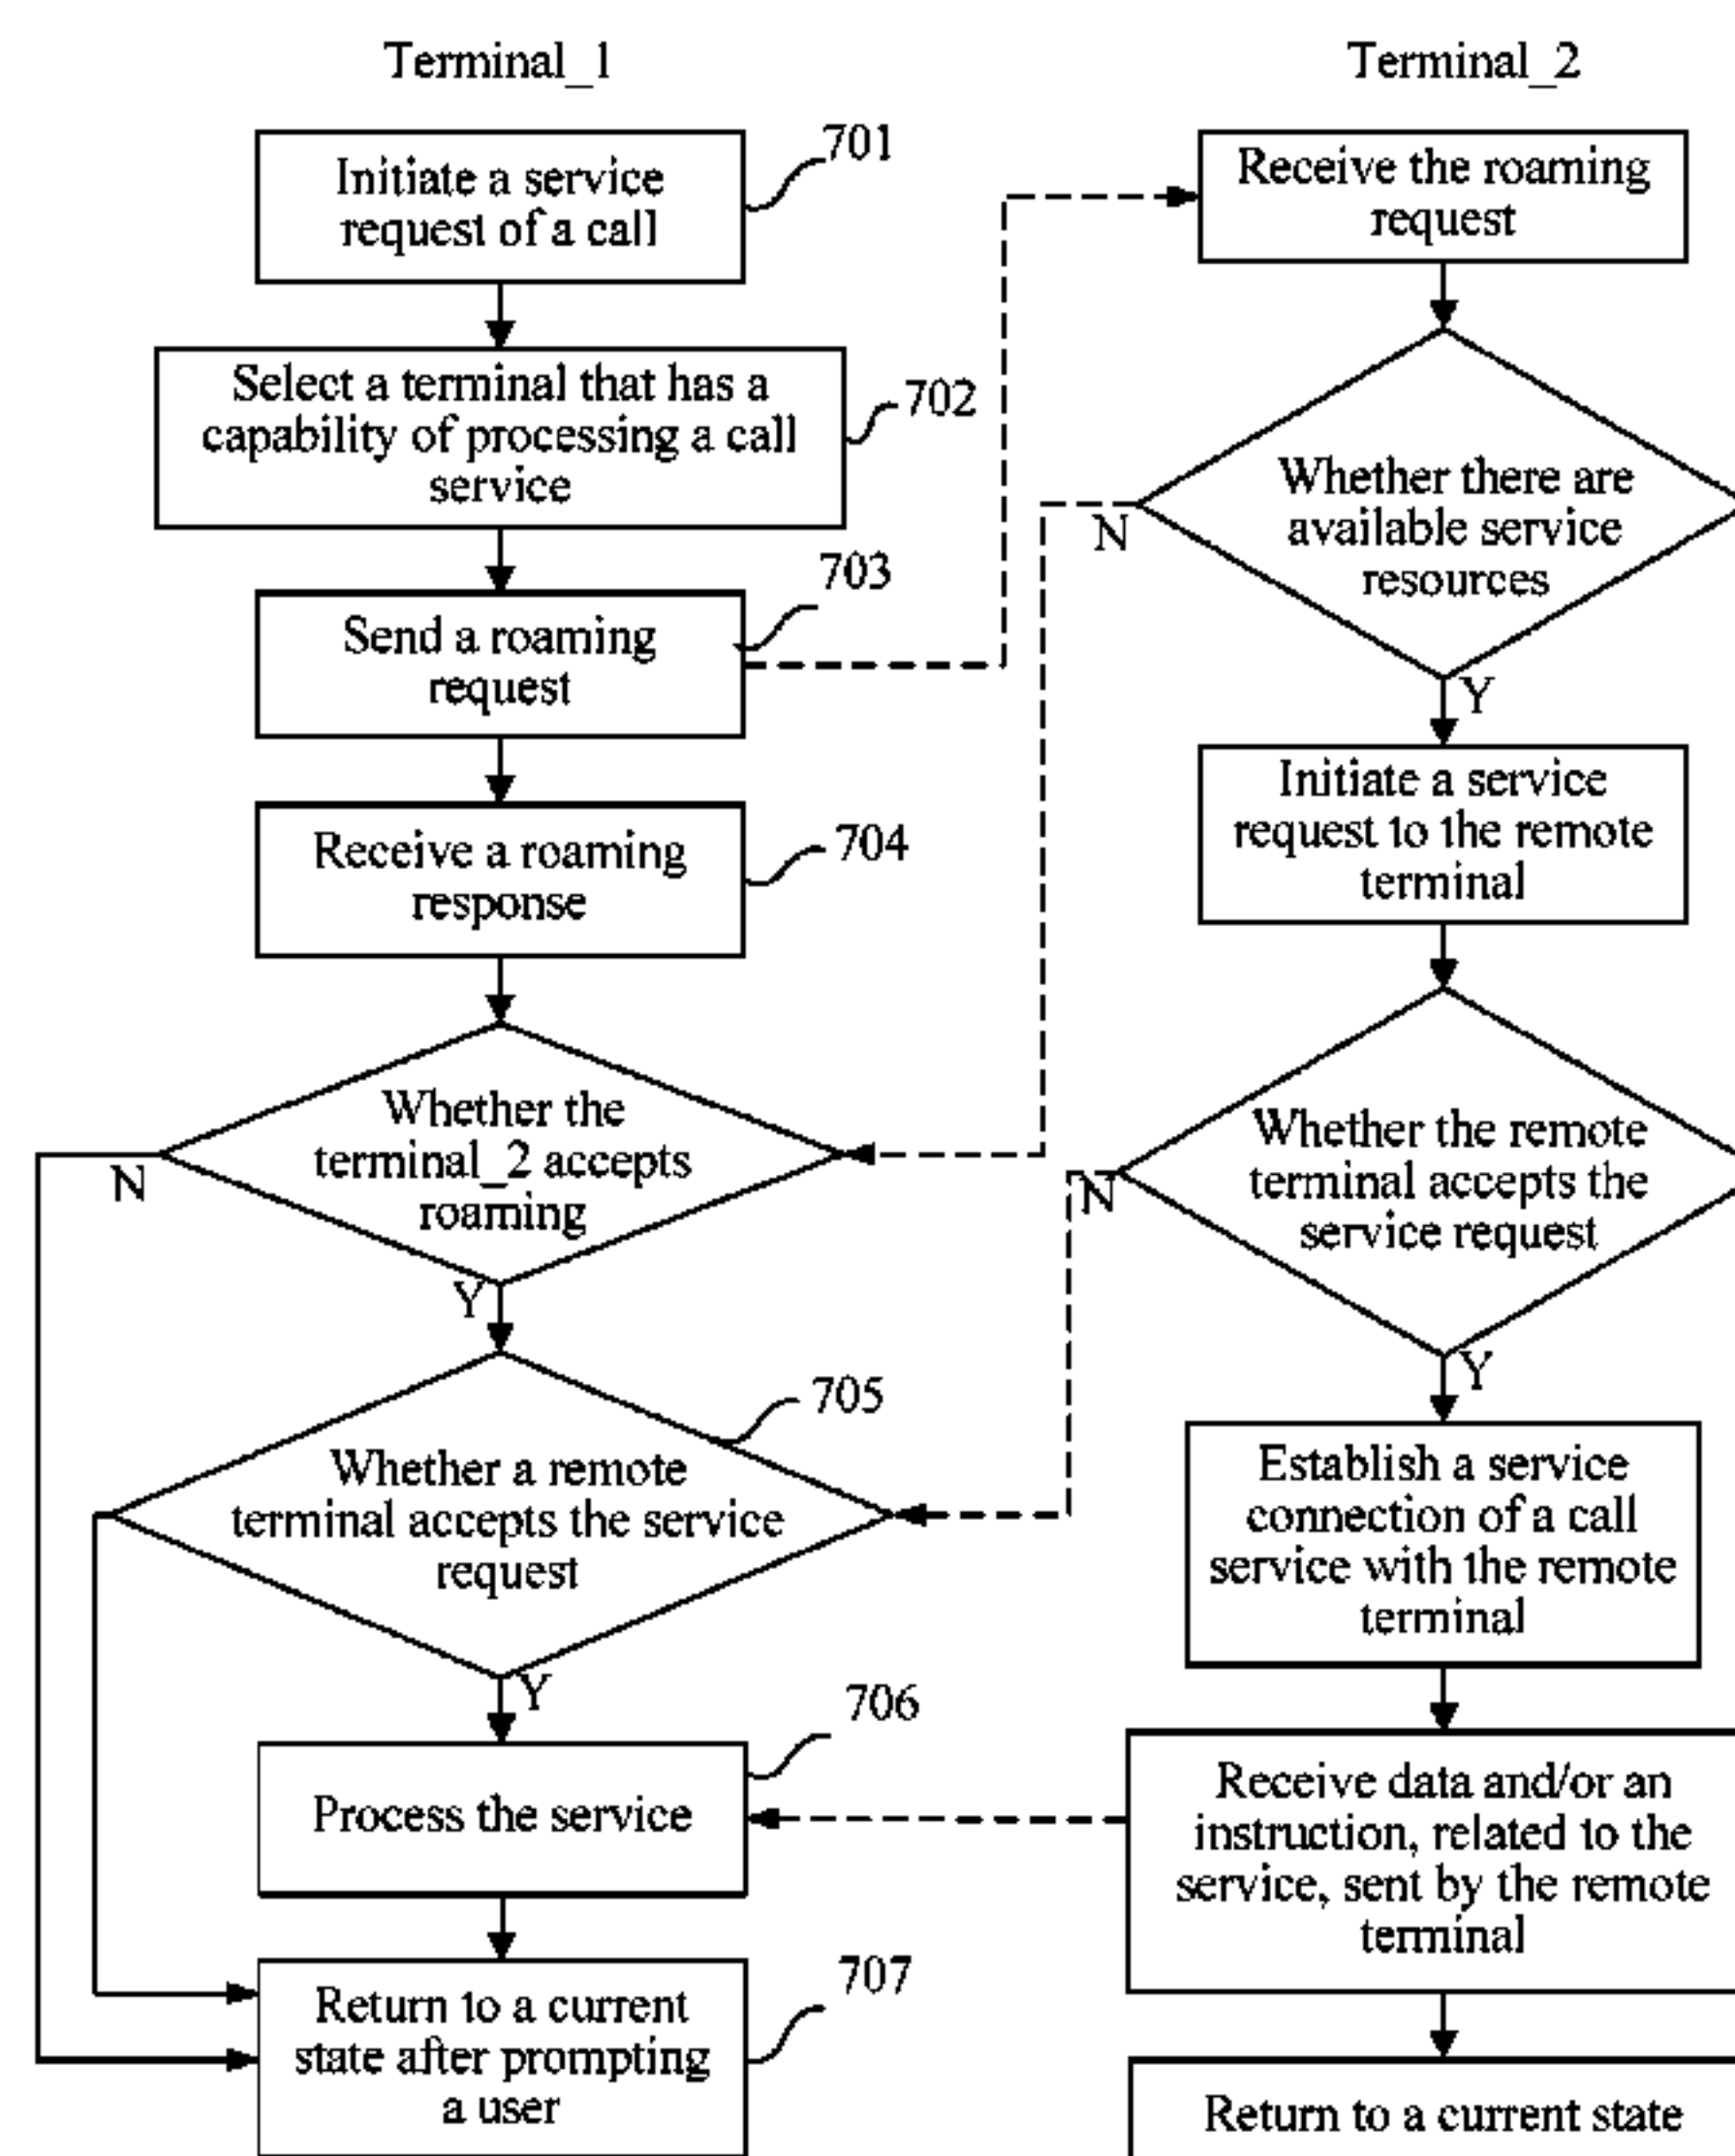 Terminal_1
Initiate a service
request of a call
701
Select a terminal that has a
capability of processing a call
service
702
703
Send a roaming
request
Receive a roaming
response
704
Whether the
terminal_2 accepts
roaming
N
Y
705
Whether a remote
terminal accepts the service
request
Y
706
Process the service
707
Return to a current
state after prompting
a user
Terminal_2
Receive the roaming
request
Whether there are
available service
resources
N
Y
Initiate a service
request to the remote
terminal
Whether the remote
terminal accepts the
service request
N
Y
Establish a service
connection of a call
service with the remote
terminal
Receive data and/or an
instruction, related to the
service, sent by the remote
terminal
Return to a current state